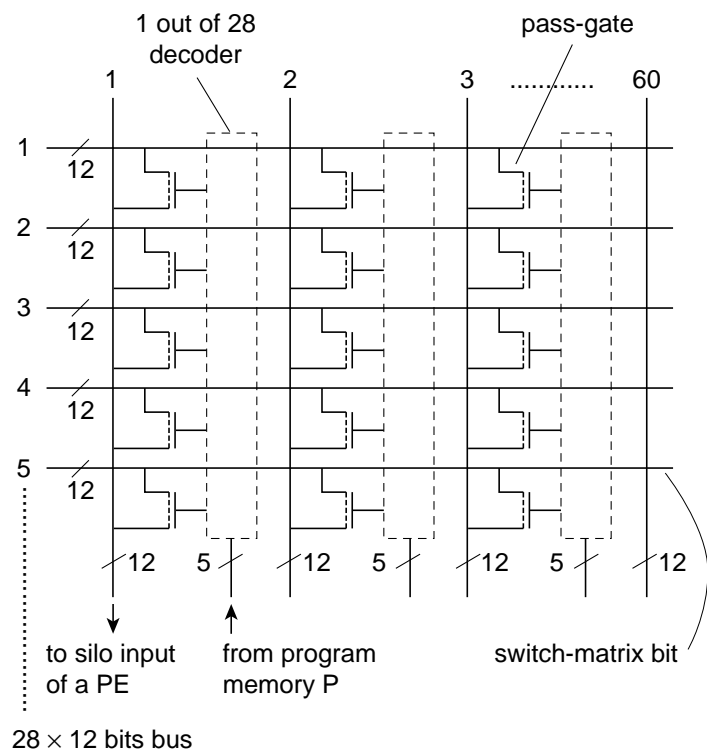 1 out of 28
decoder
pass-gate
1 2 3 ............ 60
1
12
2
12
3
12
4
12
5
12
12 5 12 5 12 5 12
to silo input
of a PE
from program
memory P
switch-matrix bit
28 × 12 bits bus